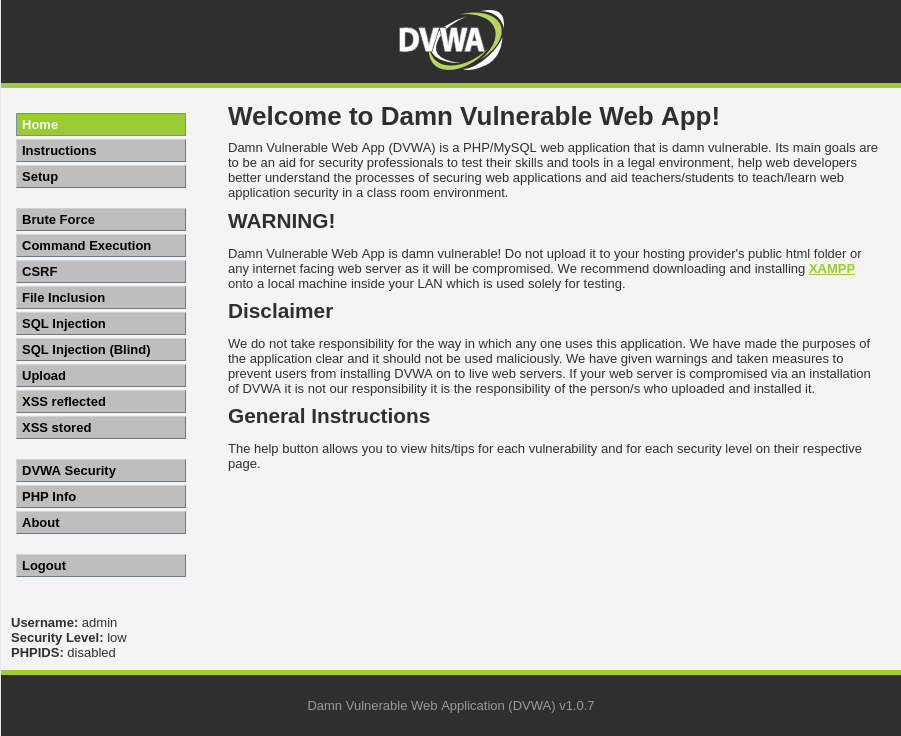 DVWA
Home
Instructions
Setup
Brute Force
Command Execution
CSRF
File Inclusion
SQL Injection
SQL Injection (Blind)
Upload
XSS reflected
XSS stored
DVWA Security
PHP Info
About
Logout
Username: admin
Security Level: low
PHPIDS: disabled
Welcome to Damn Vulnerable Web App!
Damn Vulnerable Web App (DVWA) is a PHP/MySQL web application that is damn vulnerable. Its main goals are
to be an aid for security professionals to test their skills and tools in a legal environment, help web developers
better understand the processes of securing web applications and aid teachers/students to teach/learn web
application security in a class room environment.
WARNING!
Damn Vulnerable Web App is damn vulnerable! Do not upload it to your hosting provider's public html folder or
any internet facing web server as it will be compromised. We recommend downloading and installing XAMPP
onto a local machine inside your LAN which is used solely for testing.
Disclaimer
We do not take responsibility for the way in which any one uses this application. We have made the purposes of
the application clear and it should not be used maliciously. We have given warnings and taken measures to
prevent users from installing DVWA on to live web servers. If your web server is compromised via an installation
of DVWA it is not our responsibility it is the responsibility of the person/s who uploaded and installed it.
General Instructions
The help button allows you to view hits/tips for each vulnerability and for each security level on their respective
page.
Damn Vulnerable Web Application (DVWA) v1.0.7